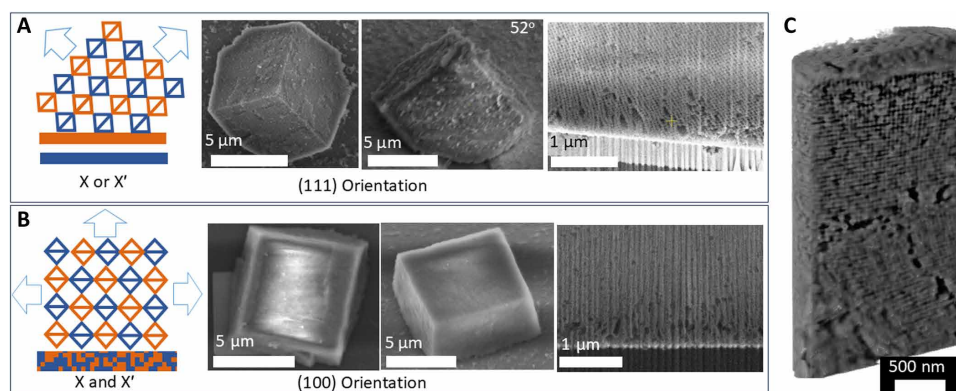 A
52°
5 μm
5 μm
1 μm
X or X′
(111) Orientation
B
5 μm
5 μm
1 μm
X and X′
(100) Orientation
C
500 nm